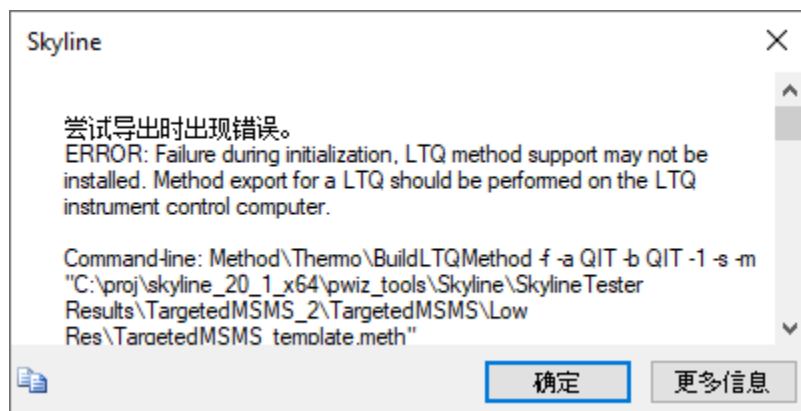 Skyline
尝试导出时出现错误。
ERROR: Failure during initialization, LTQ method support may not be
installed. Method export for a LTQ should be performed on the LTQ
instrument control computer.
Command-line: Method\Thermo\BuildLTQMethod -f -a QIT -b QIT -1 -s -m
"C:\proj\skyline_20_1_x64\pwiz_tools\Skyline\SkylineTester
Results\TargetedMSMS_2\TargetedMSMS\Low
Res\TargetedMSMS_template.meth"
确定
更多信息